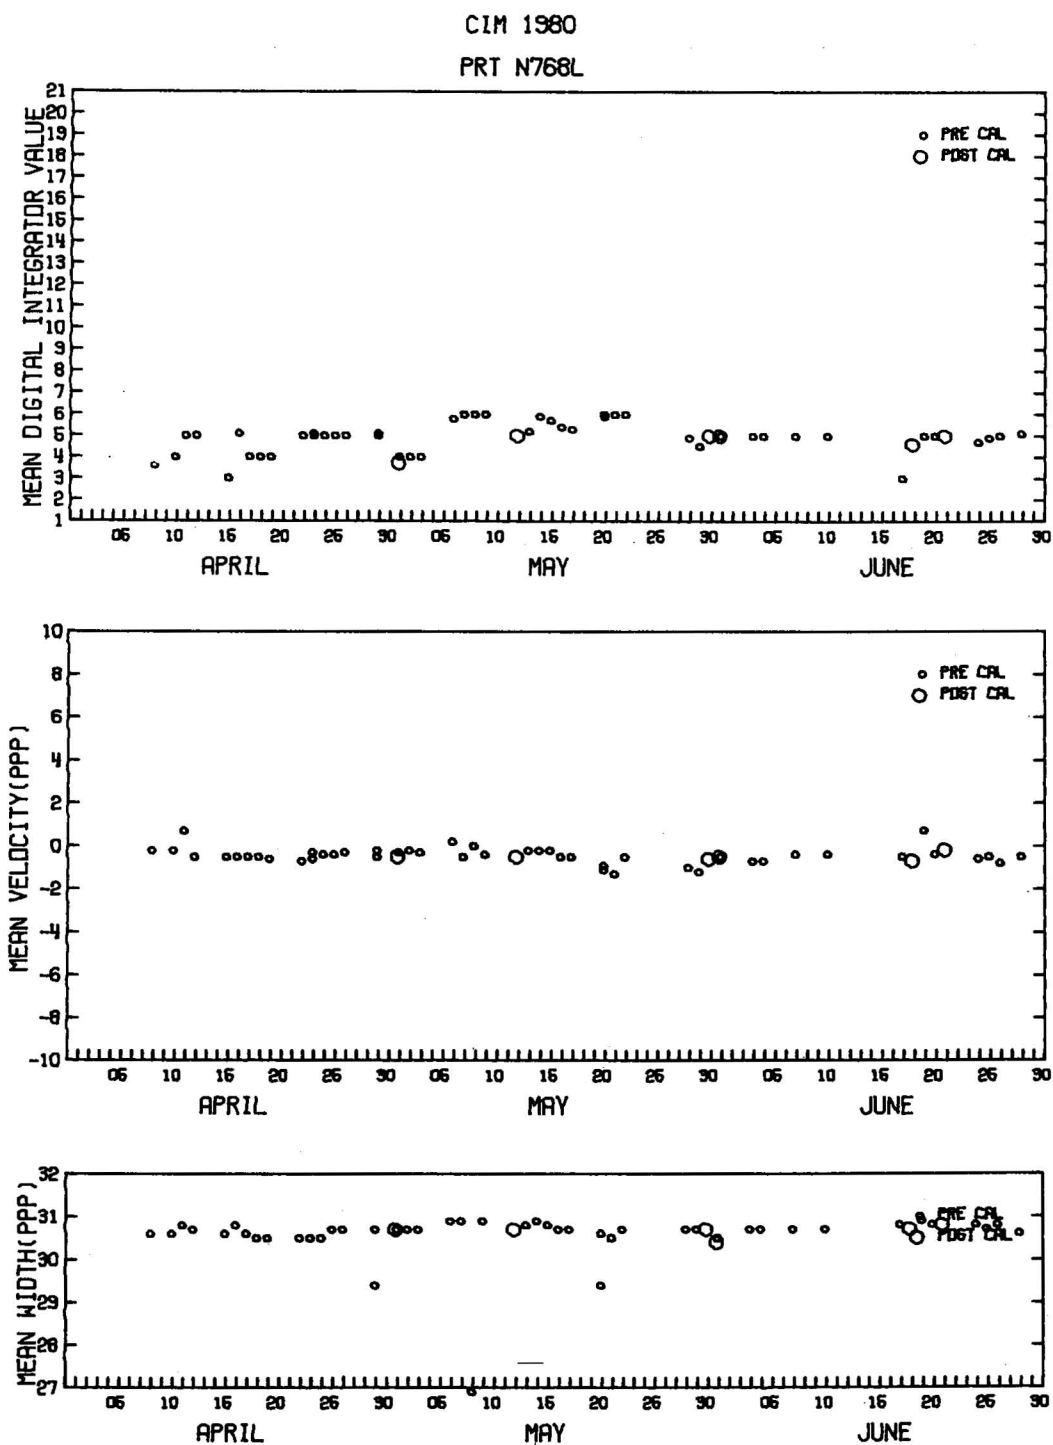 CIM 1980
PRT N768L
MEAN DIGITAL INTEGRATOR VALUE
21
20
19
18
17
16
15
14
13
12
11
10
9
8
7
6
5
4
3
2
1
PRE CAL
POST CAL
05 10 15 20 25 30 05 10 15 20 25 30 05 10 15 20 25 30
APRIL MAY JUNE
MEAN VELOCITY(PPP)
10
8
6
4
2
0
-2
-4
-6
-8
-10
PRE CAL
POST CAL
05 10 15 20 25 30 05 10 15 20 25 30 05 10 15 20 25 30
APRIL MAY JUNE
MEAN WIDTH(PPP)
32
31
30
29
28
27
PRE CAL
POST CAL
05 10 15 20 25 30 05 10 15 20 25 30 05 10 15 20 25 30
APRIL MAY JUNE